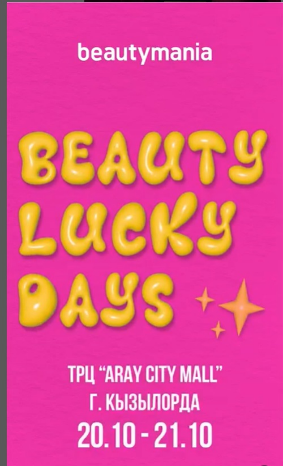 beautymania
BEAUTY
LUCKY
DAYS
ТРЦ “ARAY CITY MALL”
Г. КЫЗЫЛОРДА
20.10 - 21.10